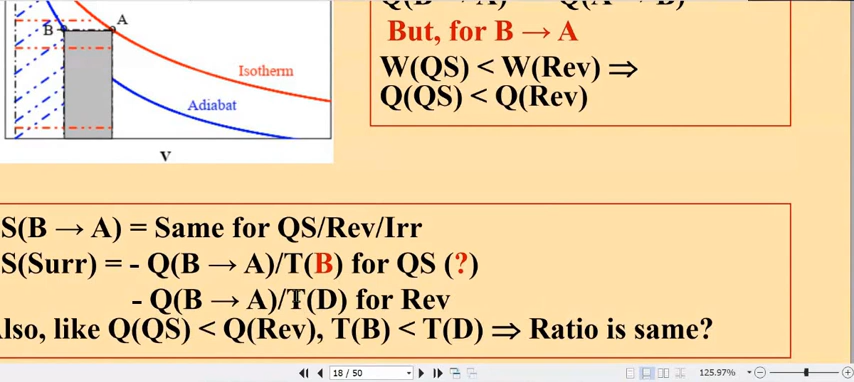 B
A
Isotherm
Adiabat
V
But, for B → A
W(QS) < W(Rev) ⇒
Q(QS) < Q(Rev)
S(B → A) = Same for QS/Rev/Irr
S(Surr) = - Q(B → A)/T(B) for QS (?)
- Q(B → A)/T(D) for Rev
lso, like Q(QS) < Q(Rev), T(B) < T(D) ⇒ Ratio is same?
18 / 50
125.97%